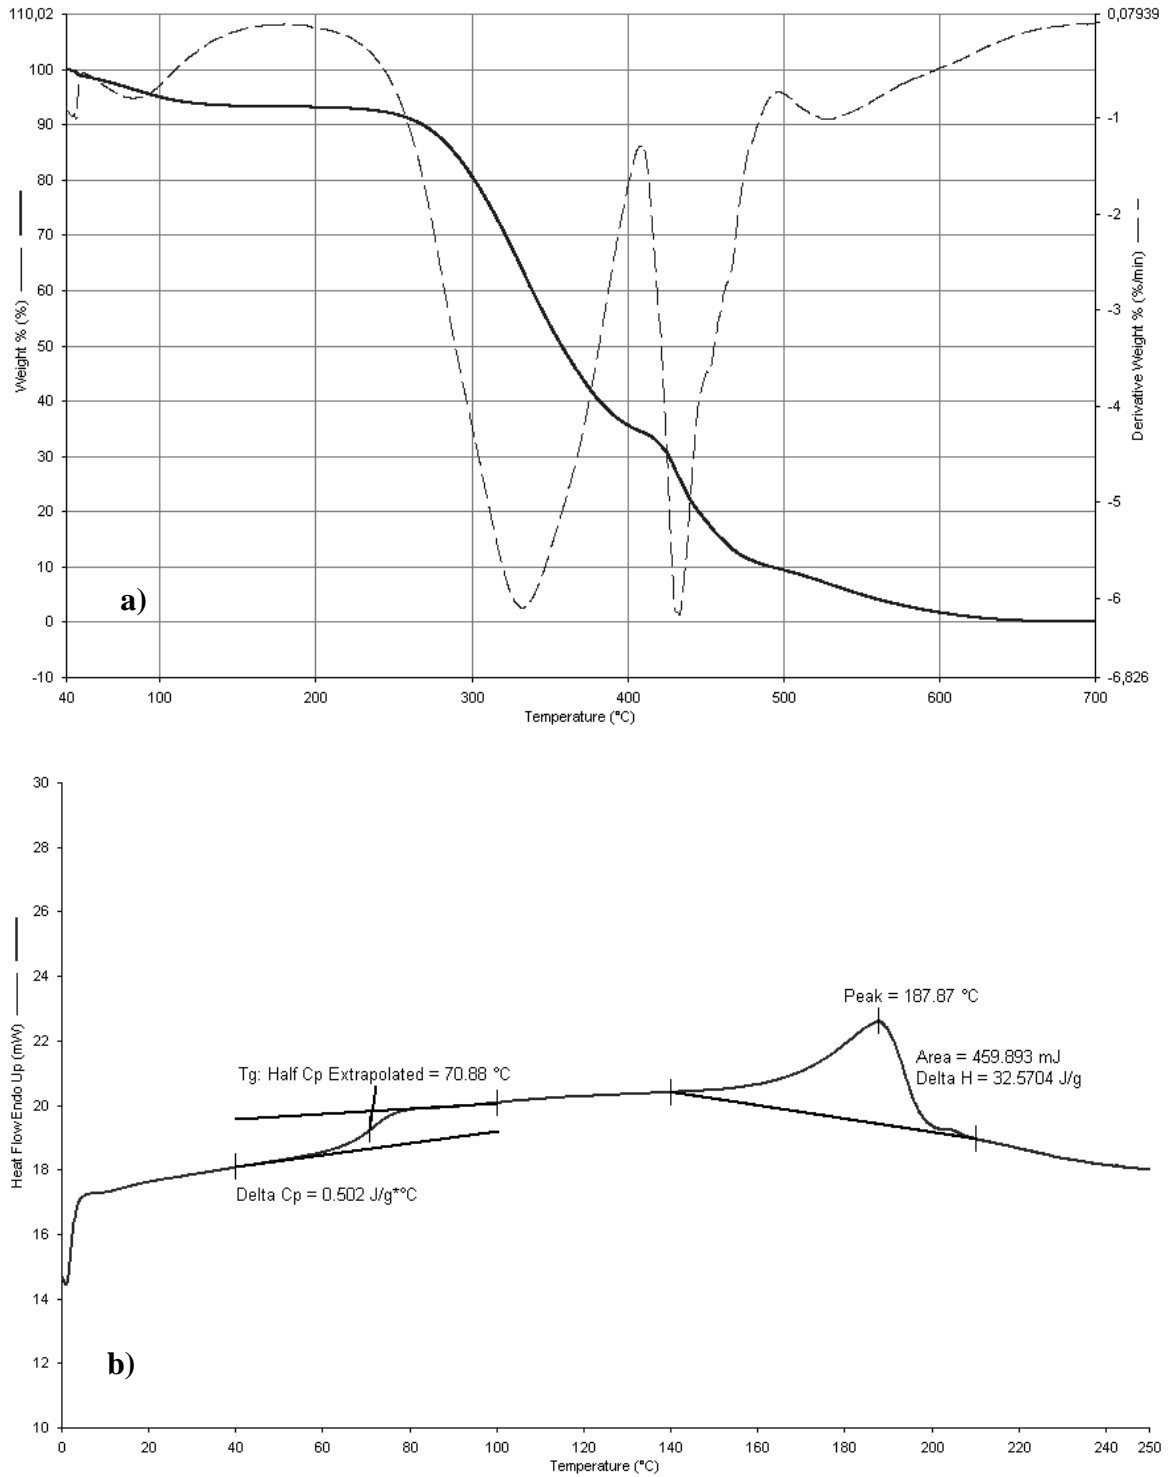 110,02
100
90
80
70
60
50
40
30
20
10
0
-10
Weight % (%)
0,07939
-1
-2
-3
-4
-5
-6
-6,826
Derivative Weight % (%/min)
a)
40 100 200 300 400 500 600 700
Temperature (°C)
30
28
26
24
22
20
18
16
14
12
10
Heat Flow Endo Up (mW)
Peak = 187.87 °C
Area = 459.893 mJ
Delta H = 32.5704 J/g
Tg: Half Cp Extrapolated = 70.88 °C
Delta Cp = 0.502 J/g*°C
b)
0 20 40 60 80 100 120 140 160 180 200 220 240 250
Temperature (°C)